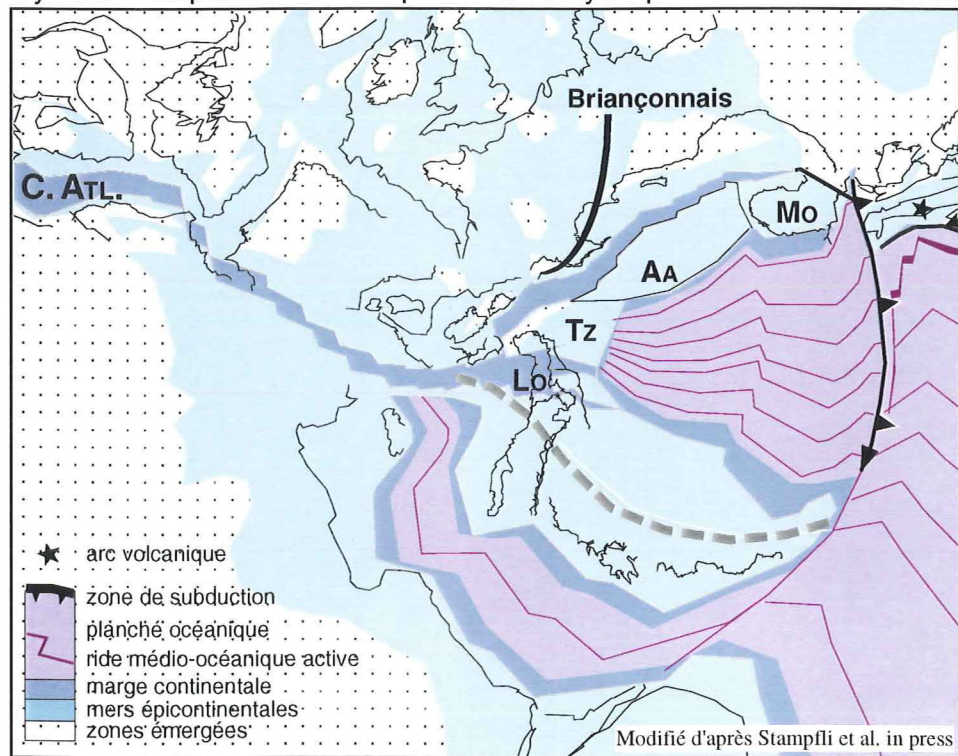 Briançonnais
C. ATL.
MO
AA
TZ
LO
arc volcanique
zone de subduction
planché océanique
ride médio-océanique active
marge continentale
mers épicontinentales
zones émergées
Modifié d'après Stampfli et al, in press